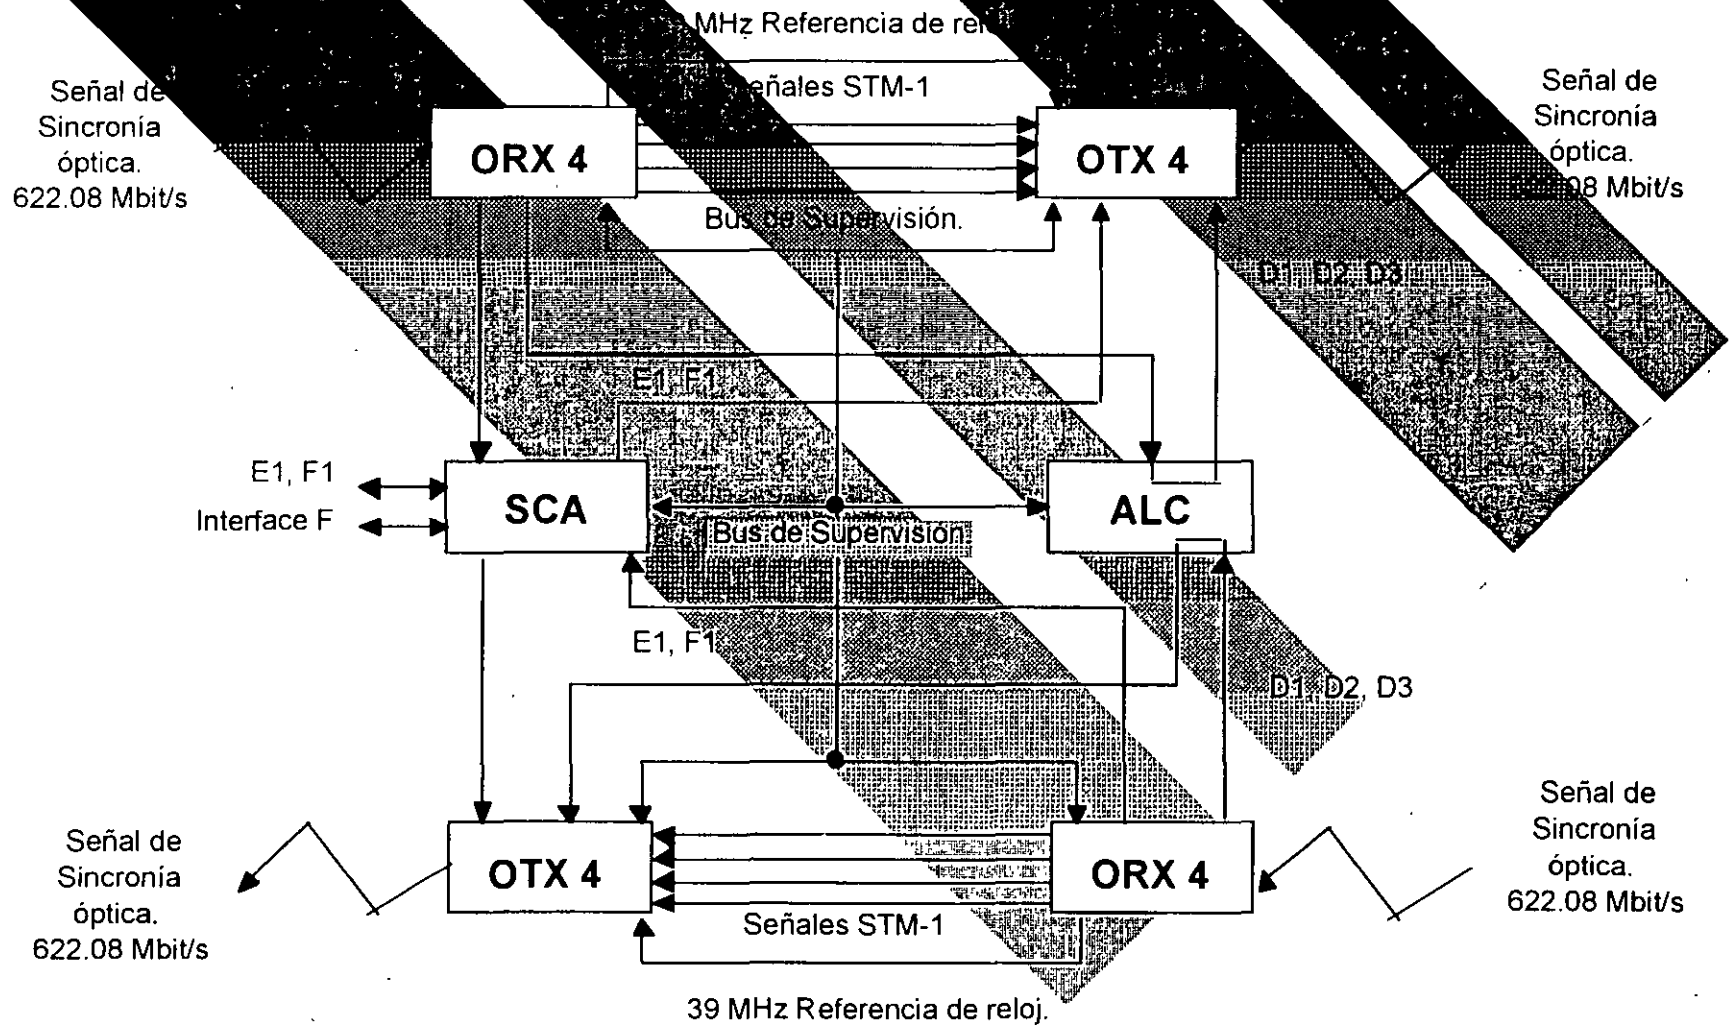 MHz Referencia de
Señales STM-1
Señal de
Sincronía
óptica.
622.08 Mbit/s
Señal de
Sincronía
óptica.
622.08 Mbit/s
ORX 4
OTX 4
Bus de Supervisión.
D1, D2, D3
E1, F1
E1, F1
Interface F
SCA
ALC
Bus de Supervisión.
E1, F1
D1, D2, D3
Señal de
Sincronía
óptica.
622.08 Mbit/s
OTX 4
ORX 4
Señal de
Sincronía
óptica.
622.08 Mbit/s
Señales STM-1
39 MHz Referencia de reloj.